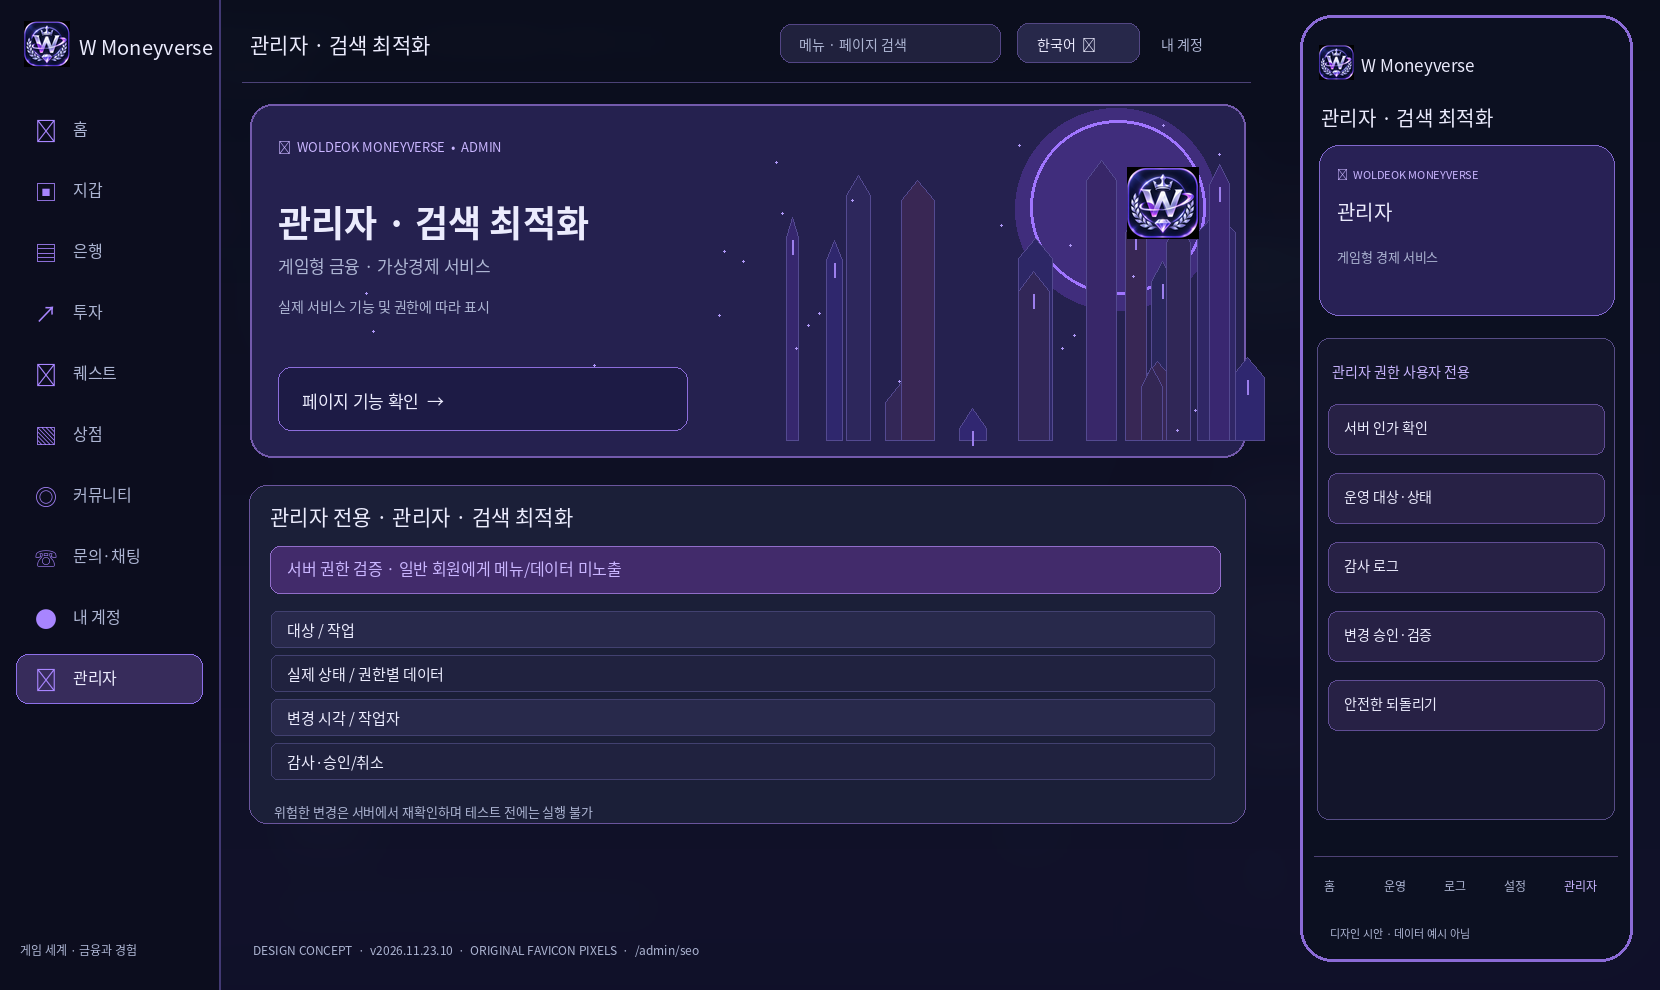 W Moneyverse
홈
지갑
은행
투자
퀘스트
상점
커뮤니티
문의·채팅
내 계정
관리자
게임 세계 · 금융과 경험
관리자 · 검색 최적화
메뉴 · 페이지 검색
한국어
내 계정
WOLDEOK MONEYVERSE • ADMIN
관리자 · 검색 최적화
게임형 금융 · 가상경제 서비스
실제 서비스 기능 및 권한에 따라 표시
페이지 기능 확인 →
관리자 전용 · 관리자 · 검색 최적화
서버 권한 검증 · 일반 회원에게 메뉴/데이터 미노출
대상 / 작업
실제 상태 / 권한별 데이터
변경 시각 / 작업자
감사·승인/취소
위험한 변경은 서버에서 재확인하며 테스트 전에는 실행 불가
DESIGN CONCEPT · v2026.11.23.10 · ORIGINAL FAVICON PIXELS · /admin/seo
W Moneyverse
관리자 · 검색 최적화
WOLDEOK MONEYVERSE
관리자
게임형 경제 서비스
관리자 권한 사용자 전용
서버 인가 확인
운영 대상·상태
감사 로그
변경 승인·검증
안전한 되돌리기
홈 운영 로그 설정 관리자
디자인 시안 · 데이터 예시 아님